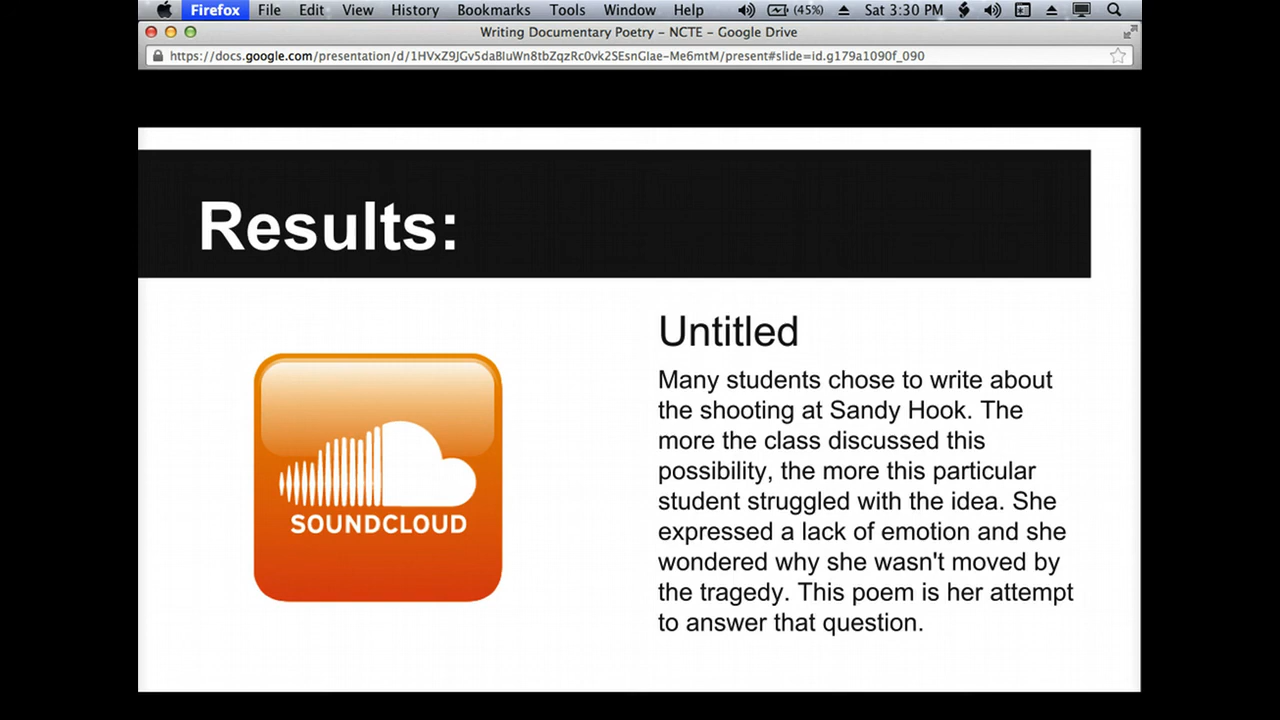 Firefox File Edit View History Bookmarks Tools Window Help (45%) Sat 3:30 PM
Writing Documentary Poetry – NCTE – Google Drive
https://docs.google.com/presentation/d/1HVxZ9JGv5daBluWn8tbZqzRc0vk2SEsnGIae-Me6mtM/present#slide=id.g179a1090f_090
Results:
SOUNDCLOUD
Untitled
Many students chose to write about
the shooting at Sandy Hook. The
more the class discussed this
possibility, the more this particular
student struggled with the idea. She
expressed a lack of emotion and she
wondered why she wasn't moved by
the tragedy. This poem is her attempt
to answer that question.